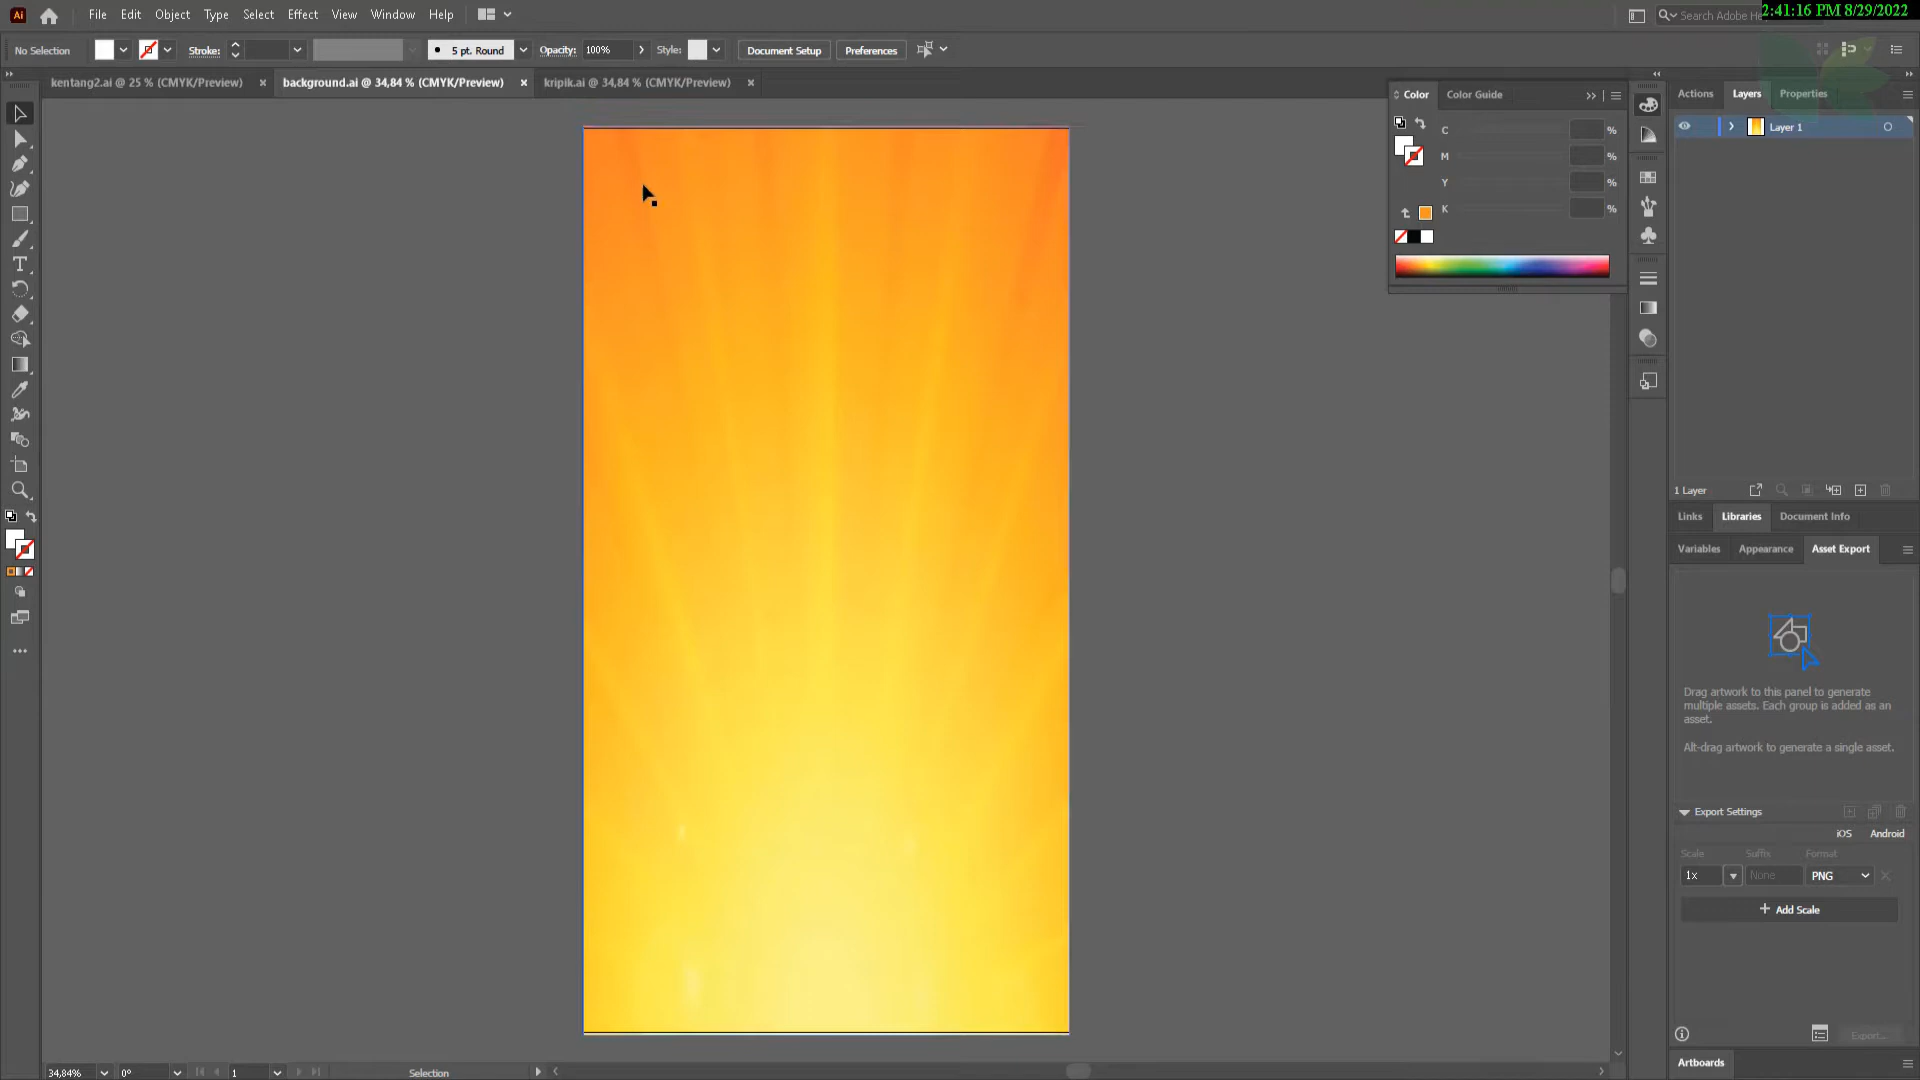 Ai File Edit Object Type Select Effect View Window Help
2:41:16 PM 8/29/2022
No Selection Stroke: 5 pt. Round Opacity: 100% Style: Document Setup Preferences
kentang2.ai @ 25 % (CMYK/Preview) × background.ai @ 34,84 % (CMYK/Preview) × kripik.ai @ 34,84 % (CMYK/Preview) ×
Color Color Guide
C %
M %
Y %
K %
Actions Layers Properties
Layer 1
1 Layer
Links Libraries Document Info
Variables Appearance Asset Export
Drag artwork to this panel to generate
multiple assets. Each group is added as an
asset.
Alt-drag artwork to generate a single asset.
Export Settings
iOS Android
Scale Suffix Format
1x None PNG
+ Add Scale
Export...
Artboards
34,84% 0° 1 Selection